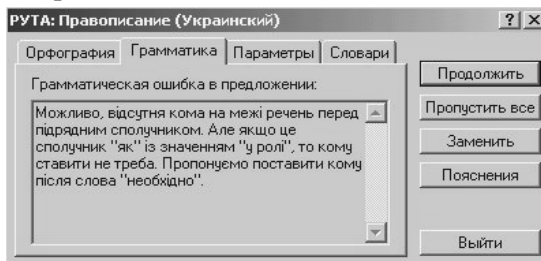 РУТА: Правописание (Украинский)
Орфография Грамматика Параметры Словари
Грамматическая ошибка в предложении:
Можливо, відсутня кома на межі речень перед
підрядним сполучником. Але якщо це
сполучник "як" із значенням "у ролі", то кому
ставити не треба. Пропонуємо поставити кому
після слова "необхідно".
Продолжить
Пропустить все
Заменить
Пояснения
Выйти